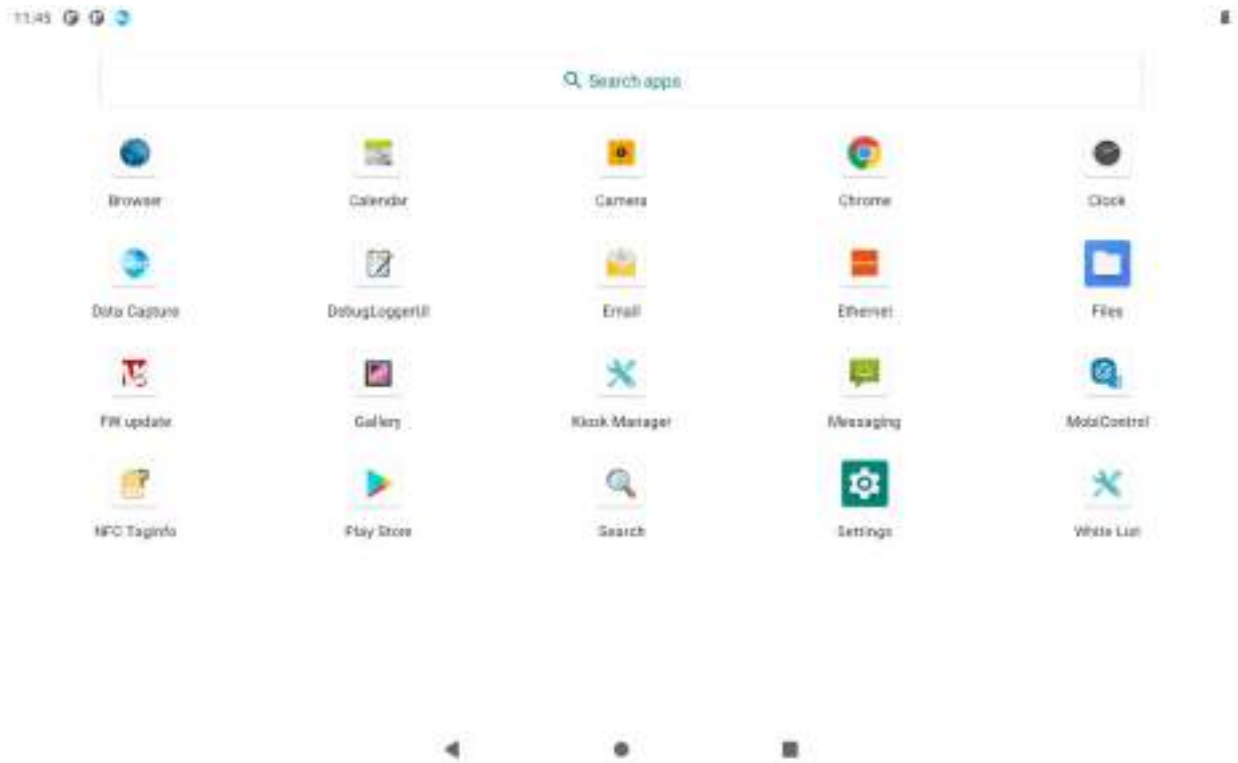 11:45
Search apps
Browser Calendar Camera Chrome Clock
Data Capture DebugLoggerUI Email Ethernet Files
FW update Gallery Kiosk Manager Messaging MobiControl
NFC TagInfo Play Store Search Settings White List